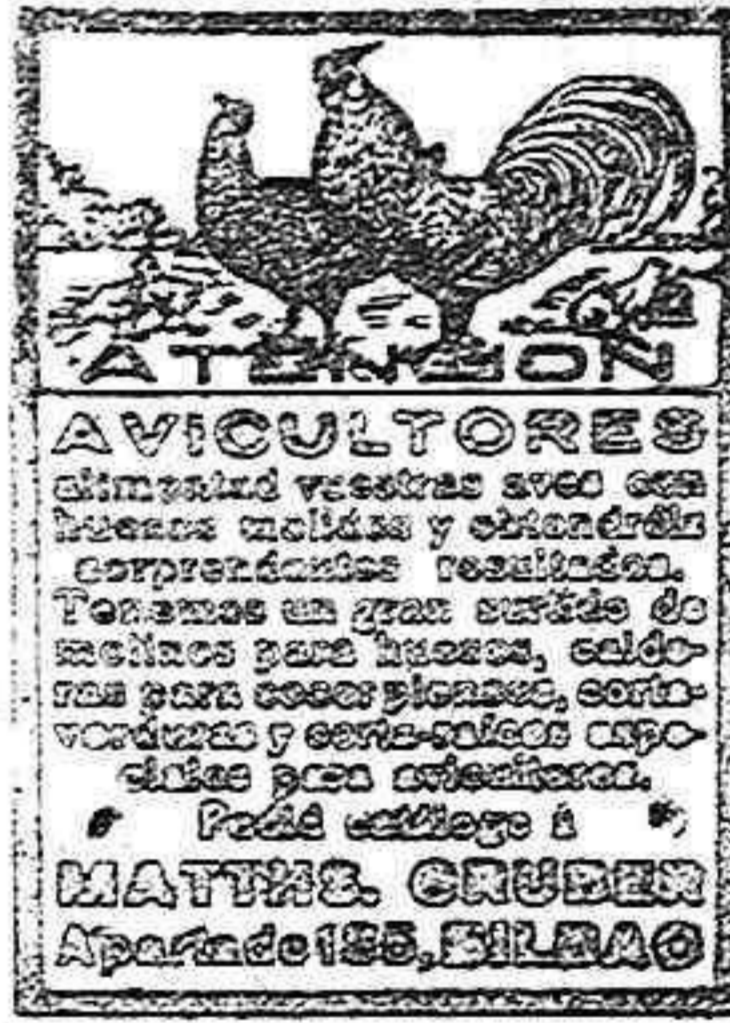 ATENCION
AVICULTORES
alimentad vuestras aves con
huesos molidos y obtendréis
sorprendentes resultados.
Tenemos un gran surtido de
molinos para huesos, calde-
ras para cocer piensos, corta-
verduras y corta-raíces espe-
ciales para avicultores.
Pedid catálogo á
MATTHS. GRUBER
Apartado 185, BILBAO